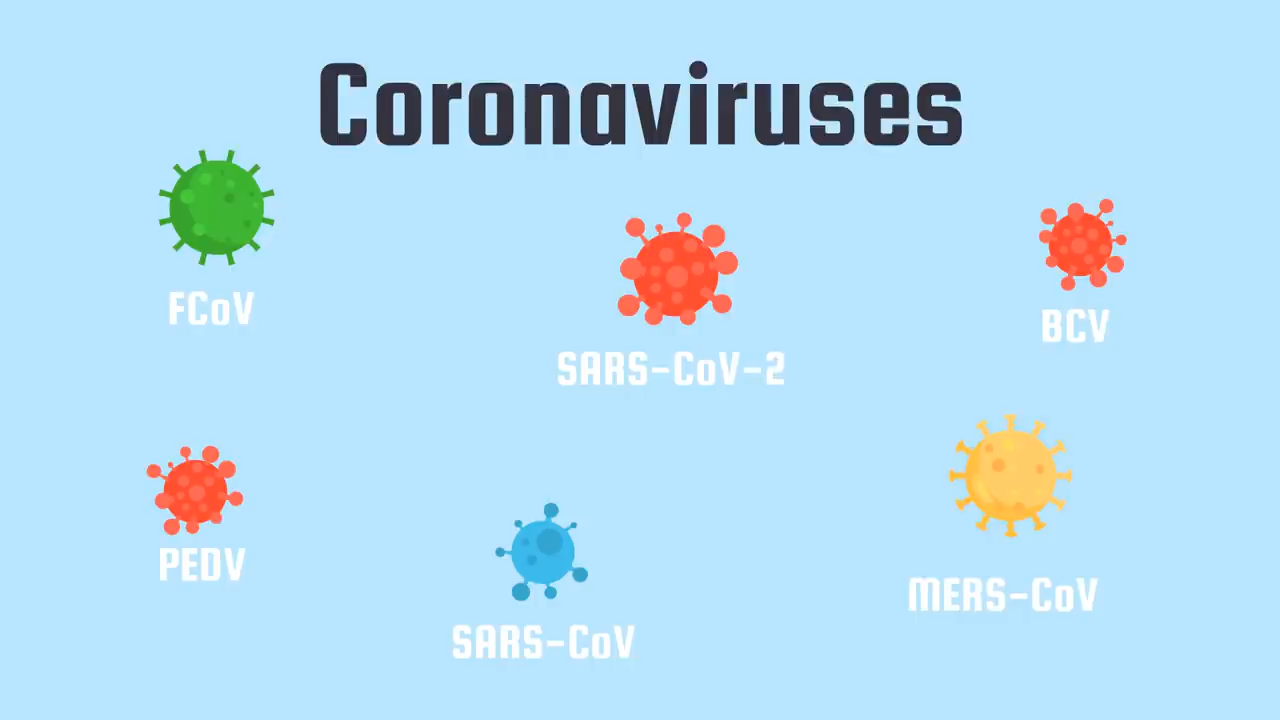 Coronaviruses
FCoV
SARS-CoV-2
BCV
PEDV
SARS-CoV
MERS-CoV